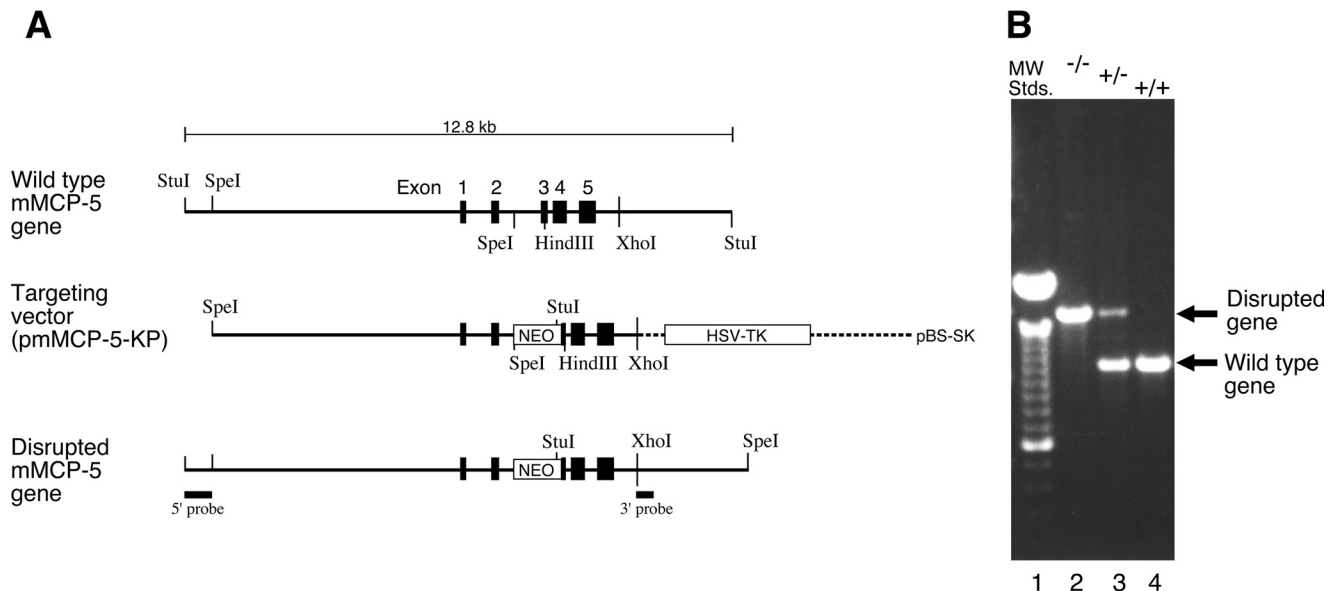 A
12.8 kb
Wild type
mMCP-5
gene
StuI
SpeI
Exon
1
2
3
4
5
SpeI
HindIII
XhoI
StuI
Targeting
vector
(pmMCP-5-KP)
SpeI
StuI
NEO
HSV-TK
pBS-SK
SpeI
HindIII
XhoI
Disrupted
mMCP-5
gene
StuI
XhoI
SpeI
NEO
5' probe
3' probe
B
MW
Stds.
-/-
+/-
+/+
Disrupted
gene
Wild type
gene
1
2
3
4